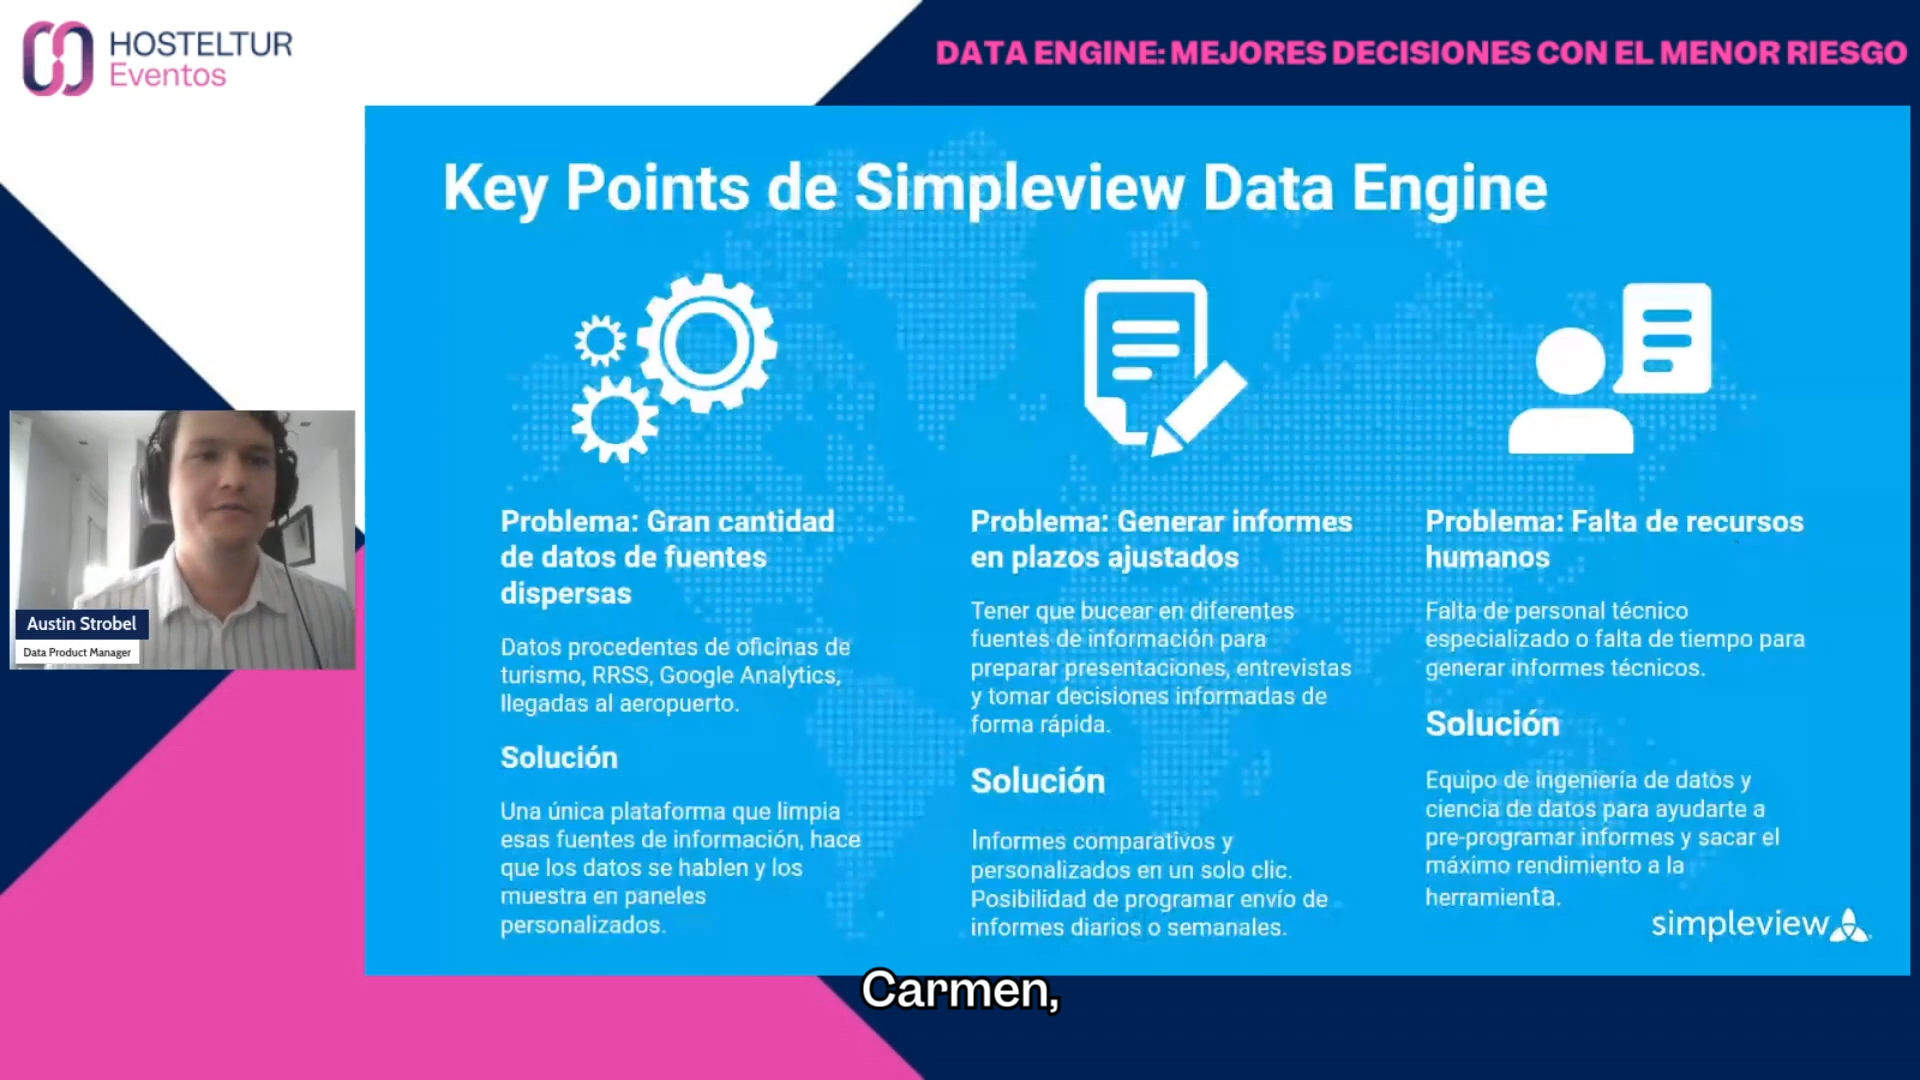 HOSTELTUR
Eventos
DATA ENGINE: MEJORES DECISIONES CON EL MENOR RIESGO
Key Points de Simpleview Data Engine
Problema: Gran cantidad
de datos de fuentes
dispersas
Datos procedentes de oficinas de
turismo, RRSS, Google Analytics,
llegadas al aeropuerto.
Solución
Una única plataforma que limpia
esas fuentes de información, hace
que los datos se hablen y los
muestra en paneles
personalizados.
Problema: Generar informes
en plazos ajustados
Tener que bucear en diferentes
fuentes de información para
preparar presentaciones, entrevistas
y tomar decisiones informadas de
forma rápida.
Solución
Informes comparativos y
personalizados en un solo clic.
Posibilidad de programar envío de
informes diarios o semanales.
Problema: Falta de recursos
humanos
Falta de personal técnico
especializado o falta de tiempo para
generar informes técnicos.
Solución
Equipo de ingeniería de datos y
ciencia de datos para ayudarte a
pre-programar informes y sacar el
máximo rendimiento a la
herramienta.
simpleview
Austin Strobel
Data Product Manager
Carmen,